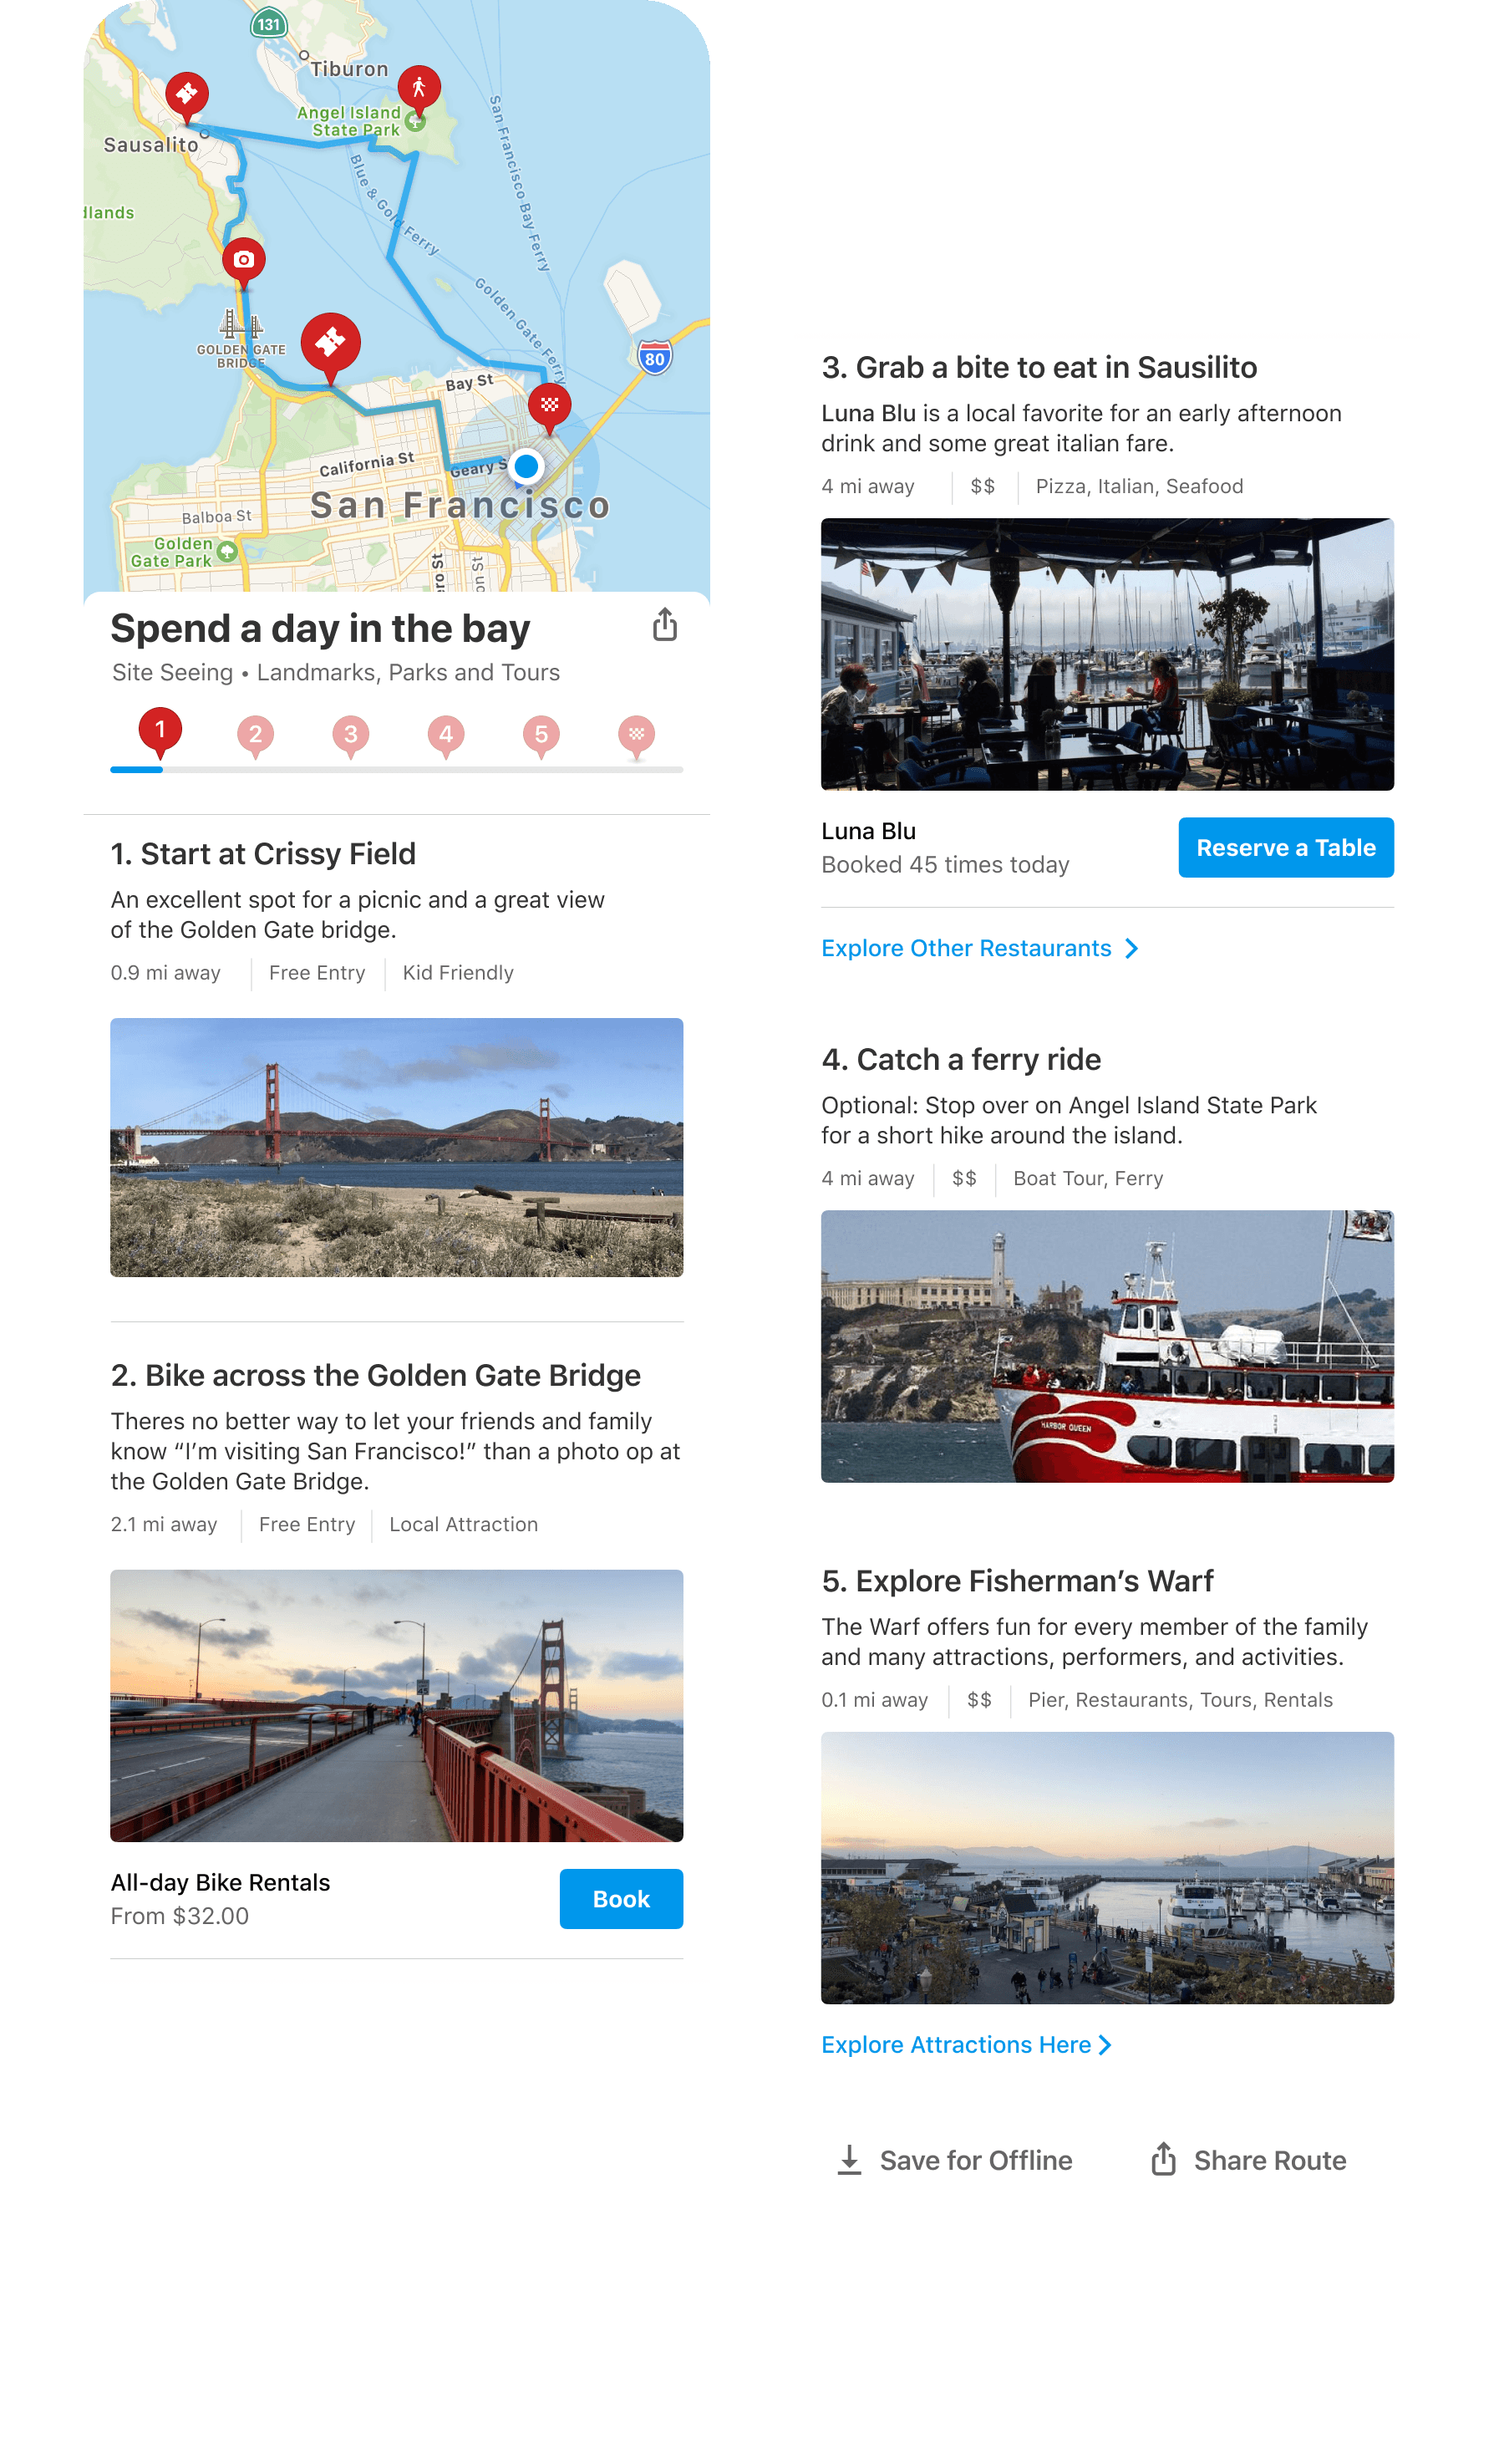 131
Tiburon
Angel Island
State Park
Sausalito
San Francisco Bay Ferry
Blue & Gold Ferry
dlands
Golden Gate Ferry
GOLDEN GATE
BRIDGE
80
Bay St
California St
Geary S
San Francisco
Balboa St
Golden
Gate Park
ro St
on St
Spend a day in the bay
Site Seeing • Landmarks, Parks and Tours
1 2 3 4 5
1. Start at Crissy Field
An excellent spot for a picnic and a great view
of the Golden Gate bridge.
0.9 mi away Free Entry Kid Friendly
2. Bike across the Golden Gate Bridge
Theres no better way to let your friends and family
know “I’m visiting San Francisco!” than a photo op at
the Golden Gate Bridge.
2.1 mi away Free Entry Local Attraction
45
All-day Bike Rentals
From $32.00
Book
3. Grab a bite to eat in Sausilito
Luna Blu is a local favorite for an early afternoon
drink and some great italian fare.
4 mi away $$ Pizza, Italian, Seafood
Luna Blu
Booked 45 times today
Reserve a Table
Explore Other Restaurants
4. Catch a ferry ride
Optional: Stop over on Angel Island State Park
for a short hike around the island.
4 mi away $$ Boat Tour, Ferry
HARBOR QUEEN
5. Explore Fisherman’s Warf
The Warf offers fun for every member of the family
and many attractions, performers, and activities.
0.1 mi away $$ Pier, Restaurants, Tours, Rentals
Explore Attractions Here
Save for Offline
Share Route